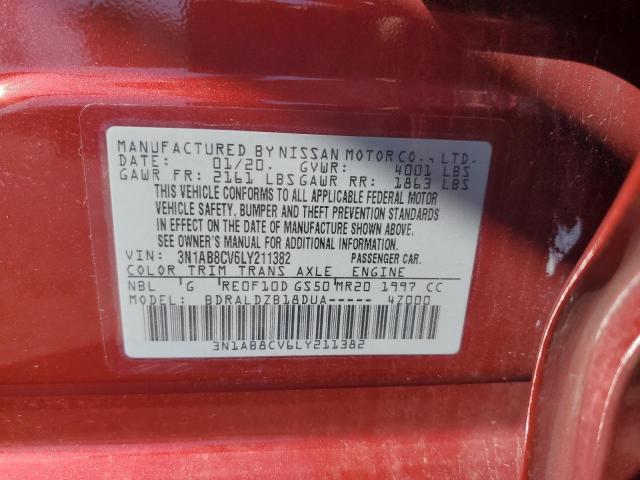 MANUFACTURED BY NISSAN MOTOR CO., LTD.
DATE: 01/20. GVWR: 4001 LBS
GAWR FR: 2161 LBS GAWR RR: 1863 LBS
THIS VEHICLE CONFORMS TO ALL APPLICABLE FEDERAL MOTOR
VEHICLE SAFETY, BUMPER AND THEFT PREVENTION STANDARDS
IN EFFECT ON THE DATE OF MANUFACTURE SHOWN ABOVE.
SEE OWNER'S MANUAL FOR ADDITIONAL INFORMATION.
VIN: 3N1AB8CV6LY211382 PASSENGER CAR.
COLOR TRIM TRANS AXLE ENGINE
NBL G RE0F10D GS50 MR20 1997 CC
MODEL: BDRALDZB18DUA----- 4Z000
3N1AB8CV6LY211382